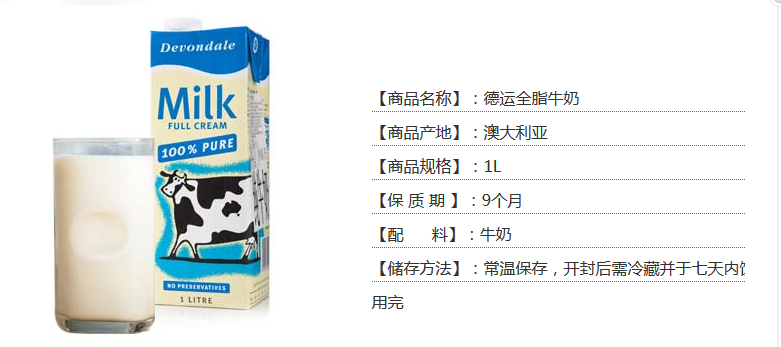 Devondale
Milk
FULL CREAM
100% PURE
NO PRESERVATIVES
1 LITRE
【商品名称】：德运全脂牛奶
【商品产地】：澳大利亚
【商品规格】：1L
【保 质 期 】：9个月
【配 料】：牛奶
【储存方法】：常温保存，开封后需冷藏并于七天内饮
用完